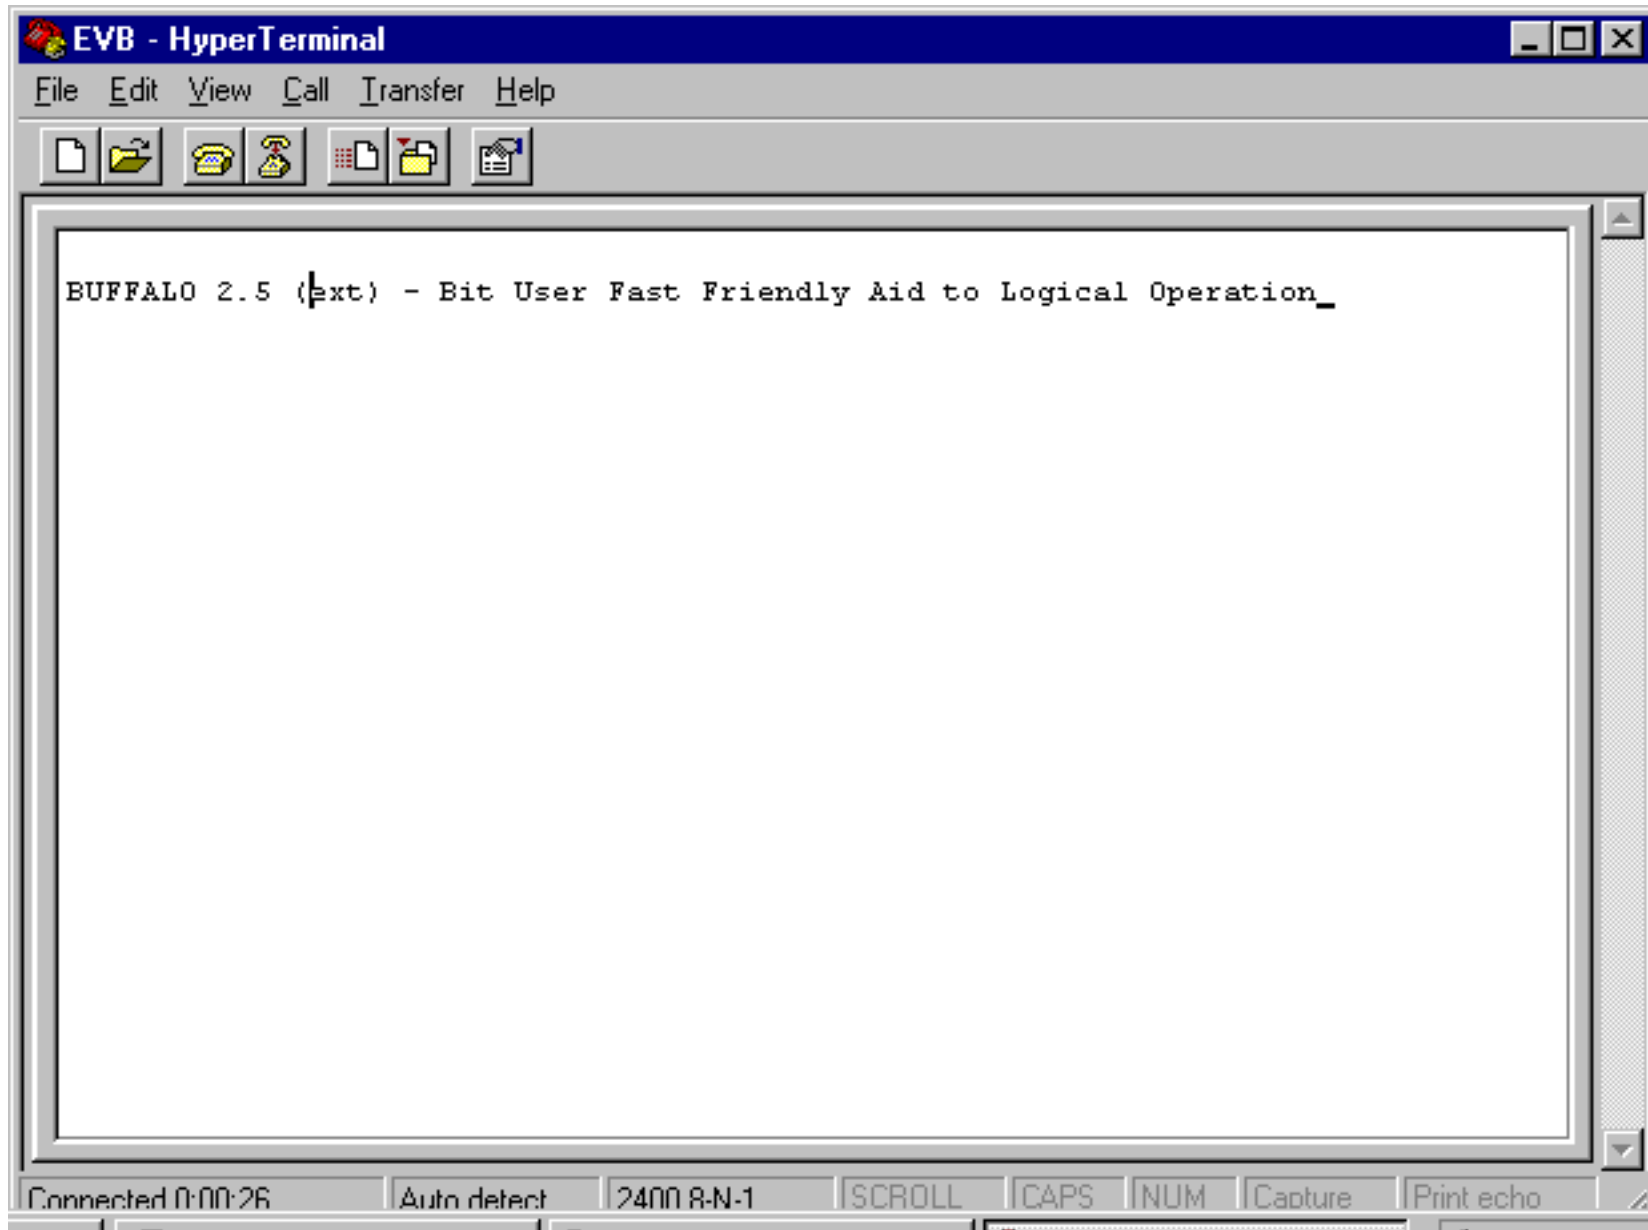 EVB - HyperTerminal
File Edit View Call Transfer Help
BUFFALO 2.5 (ext) - Bit User Fast Friendly Aid to Logical Operation_
Connected 0:00:26 Auto detect 2400 8-N-1 SCROLL CAPS NUM Capture Print echo